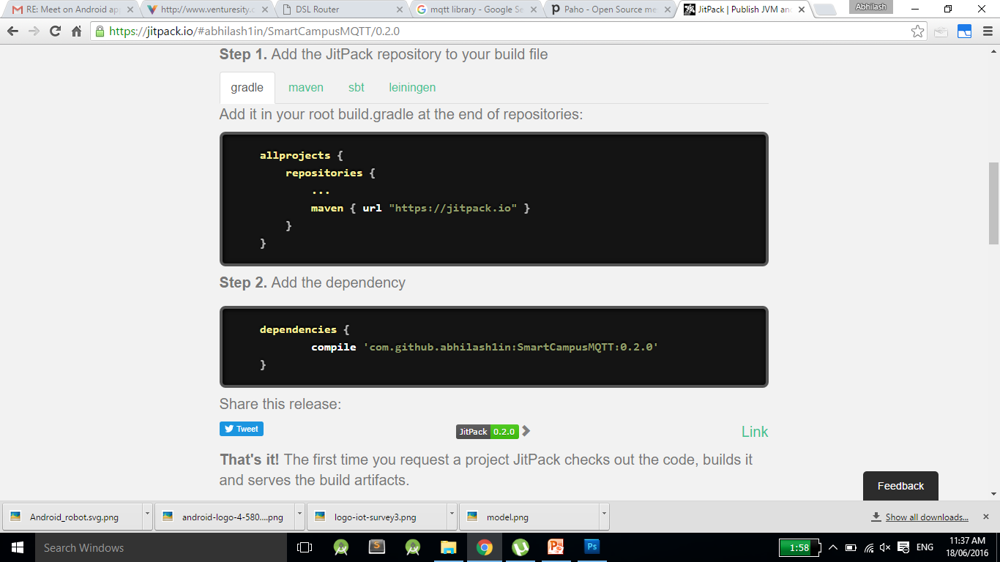 RE: Meet on Android app
http://www.venturesity.c
DSL Router
mqtt library - Google Se
Paho - Open Source me
JitPack | Publish JVM and
Abhilash
https://jitpack.io/#abhilash1in/SmartCampusMQTT/0.2.0
Step 1. Add the JitPack repository to your build file
gradle maven sbt leiningen
Add it in your root build.gradle at the end of repositories:
allprojects {
repositories {
...
maven { url "https://jitpack.io" }
}
}
Step 2. Add the dependency
dependencies {
compile 'com.github.abhilash1in:SmartCampusMQTT:0.2.0'
}
Share this release:
Tweet
JitPack 0.2.0
Link
That's it! The first time you request a project JitPack checks out the code, builds it
and serves the build artifacts.
Feedback
Android_robot.svg.png
android-logo-4-580....png
logo-iot-survey3.png
model.png
Show all downloads...
Search Windows
S
µ
P
Ps
1:58
ENG
11:37 AM
18/06/2016